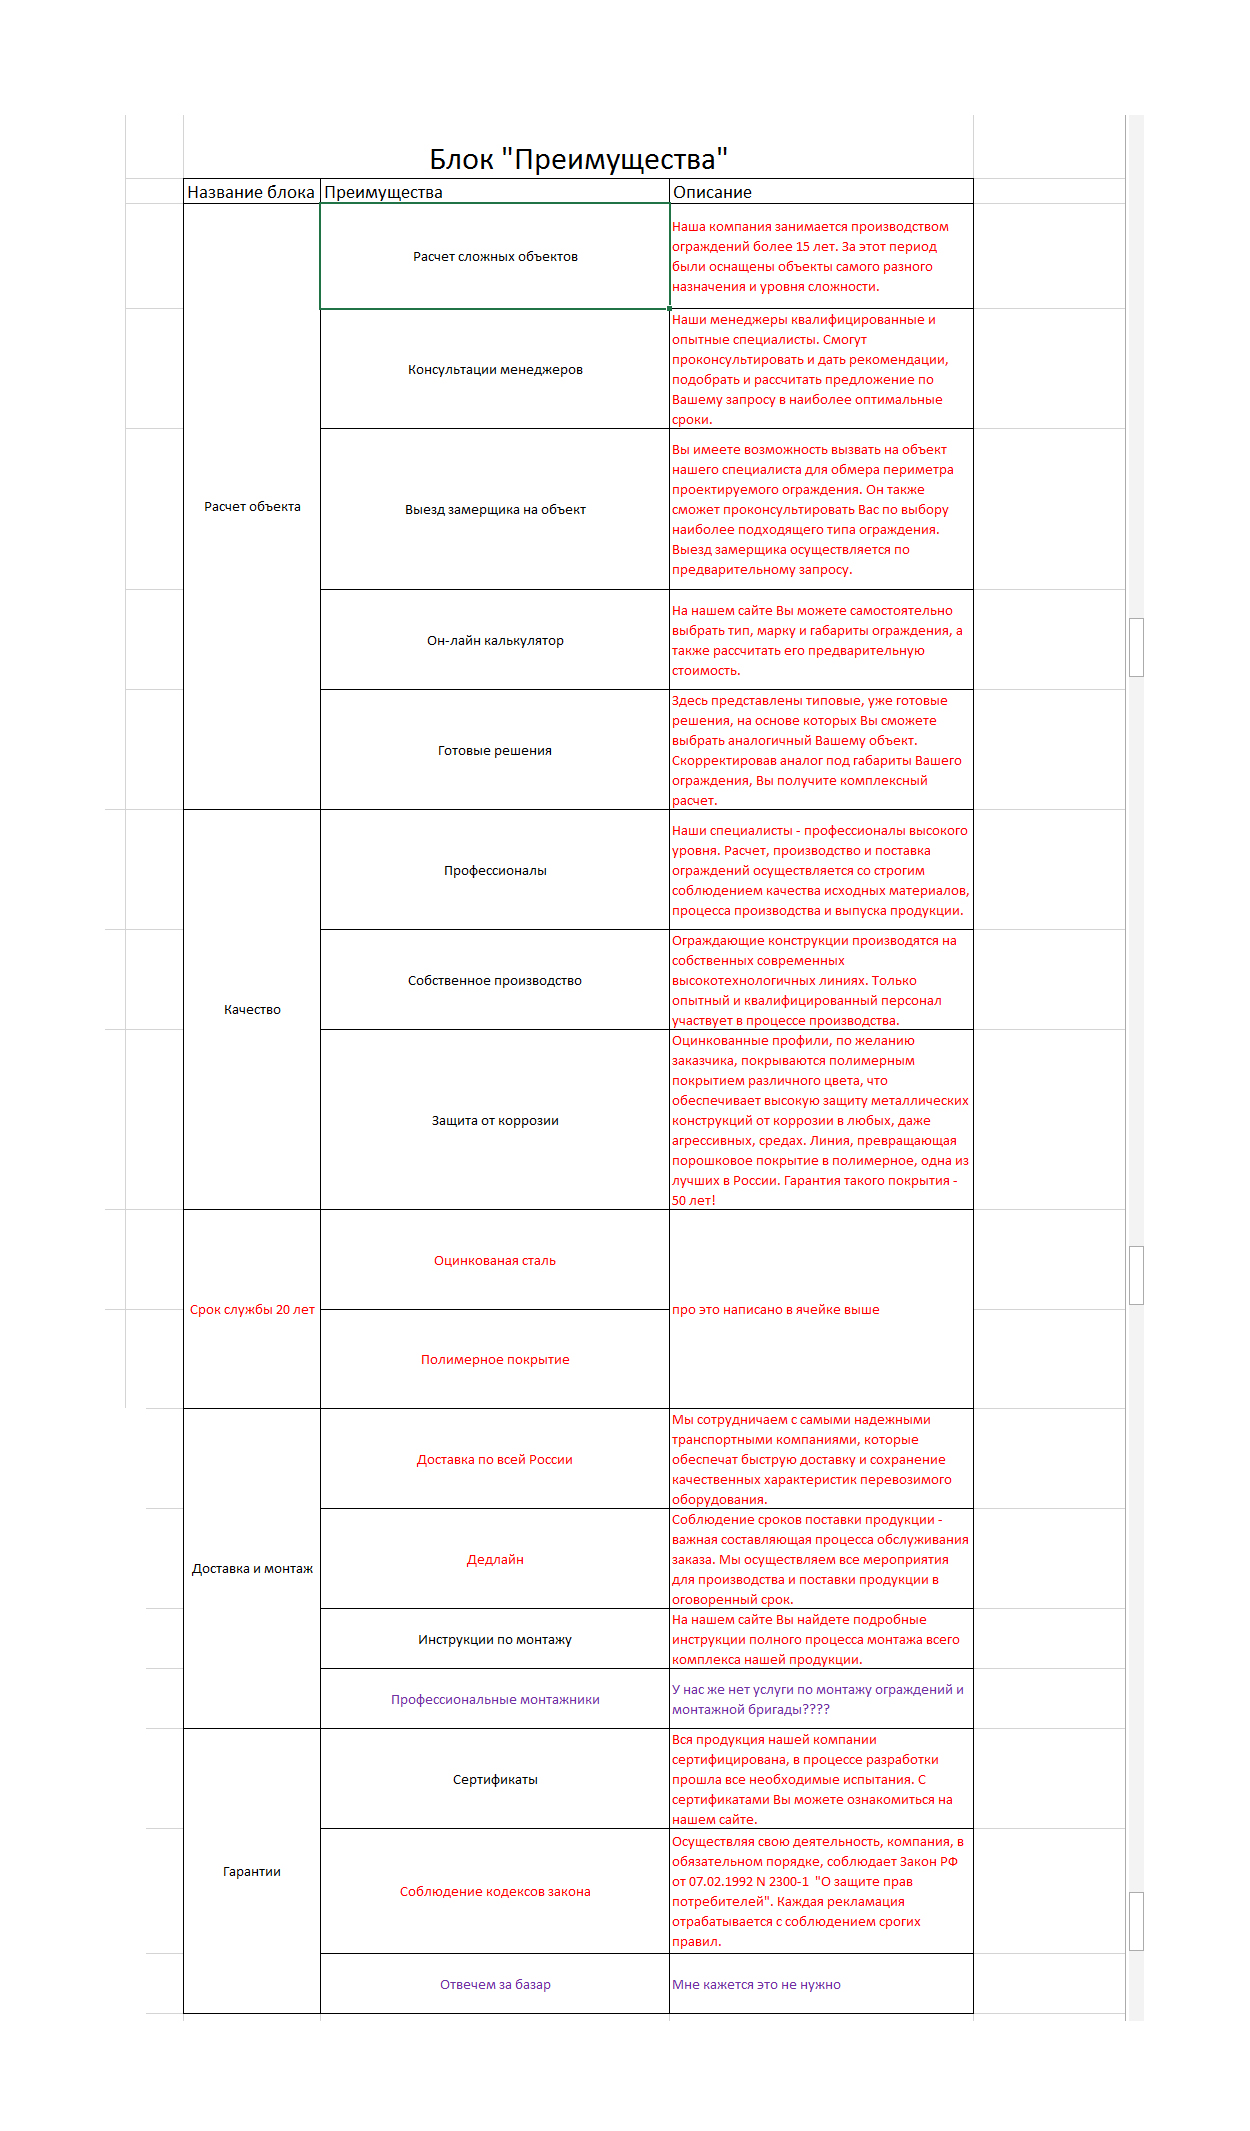 Блок "Преимущества"
Название блока Преимущества Описание
Расчет объекта
Расчет сложных объектов
Наша компания занимается производством
ограждений более 15 лет. За этот период
были оснащены объекты самого разного
назначения и уровня сложности.
Консультации менеджеров
Наши менеджеры квалифицированные и
опытные специалисты. Смогут
проконсультировать и дать рекомендации,
подобрать и рассчитать предложение по
Вашему запросу в наиболее оптимальные
сроки.
Выезд замерщика на объект
Вы имеете возможность вызвать на объект
нашего специалиста для обмера периметра
проектируемого ограждения. Он также
сможет проконсультировать Вас по выбору
наиболее подходящего типа ограждения.
Выезд замерщика осуществляется по
предварительному запросу.
Он-лайн калькулятор
На нашем сайте Вы можете самостоятельно
выбрать тип, марку и габариты ограждения, а
также рассчитать его предварительную
стоимость.
Готовые решения
Здесь представлены типовые, уже готовые
решения, на основе которых Вы сможете
выбрать аналогичный Вашему объект.
Скорректировав аналог под габариты Вашего
ограждения, Вы получите комплексный
расчет.
Качество
Профессионалы
Наши специалисты - профессионалы высокого
уровня. Расчет, производство и поставка
ограждений осуществляется со строгим
соблюдением качества исходных материалов,
процесса производства и выпуска продукции.
Собственное производство
Ограждающие конструкции производятся на
собственных современных
высокотехнологичных линиях. Только
опытный и квалифицированный персонал
участвует в процессе производства.
Защита от коррозии
Оцинкованные профили, по желанию
заказчика, покрываются полимерным
покрытием различного цвета, что
обеспечивает высокую защиту металлических
конструкций от коррозии в любых, даже
агрессивных, средах. Линия, превращающая
порошковое покрытие в полимерное, одна из
лучших в России. Гарантия такого покрытия -
50 лет!
Срок службы 20 лет
Оцинкованая сталь
про это написано в ячейке выше
Полимерное покрытие
Доставка и монтаж
Доставка по всей России
Мы сотрудничаем с самыми надежными
транспортными компаниями, которые
обеспечат быструю доставку и сохранение
качественных характеристик перевозимого
оборудования.
Дедлайн
Соблюдение сроков поставки продукции -
важная составляющая процесса обслуживания
заказа. Мы осуществляем все мероприятия
для производства и поставки продукции в
оговоренный срок.
Инструкции по монтажу
На нашем сайте Вы найдете подробные
инструкции полного процесса монтажа всего
комплекса нашей продукции.
Профессиональные монтажники
У нас же нет услуги по монтажу ограждений и
монтажной бригады????
Гарантии
Сертификаты
Вся продукция нашей компании
сертифицирована, в процессе разработки
прошла все необходимые испытания. С
сертификатами Вы можете ознакомиться на
нашем сайте.
Соблюдение кодексов закона
Осуществляя свою деятельность, компания, в
обязательном порядке, соблюдает Закон РФ
от 07.02.1992 N 2300-1 "О защите прав
потребителей". Каждая рекламация
отрабатывается с соблюдением срогих
правил.
Отвечем за базар
Мне кажется это не нужно